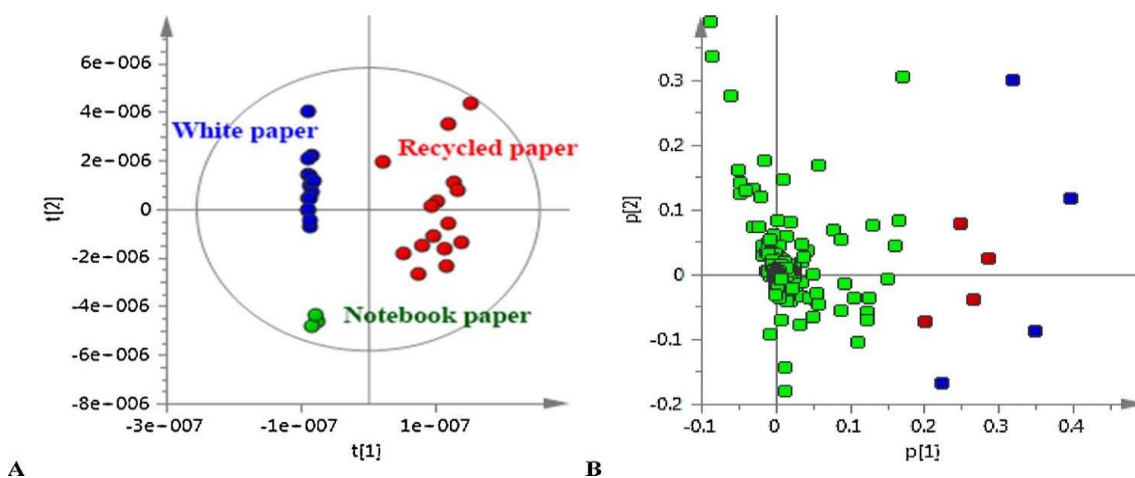 6e-006
4e-006
2e-006
0
-2e-006
-4e-006
-6e-006
-8e-006
t[2]
White paper
Recycled paper
Notebook paper
-3e-007
-1e-007
1e-007
t[1]
A
0.3
0.2
0.1
0
-0.1
-0.2
p[2]
-0.1
0
0.1
0.2
0.3
0.4
p[1]
B